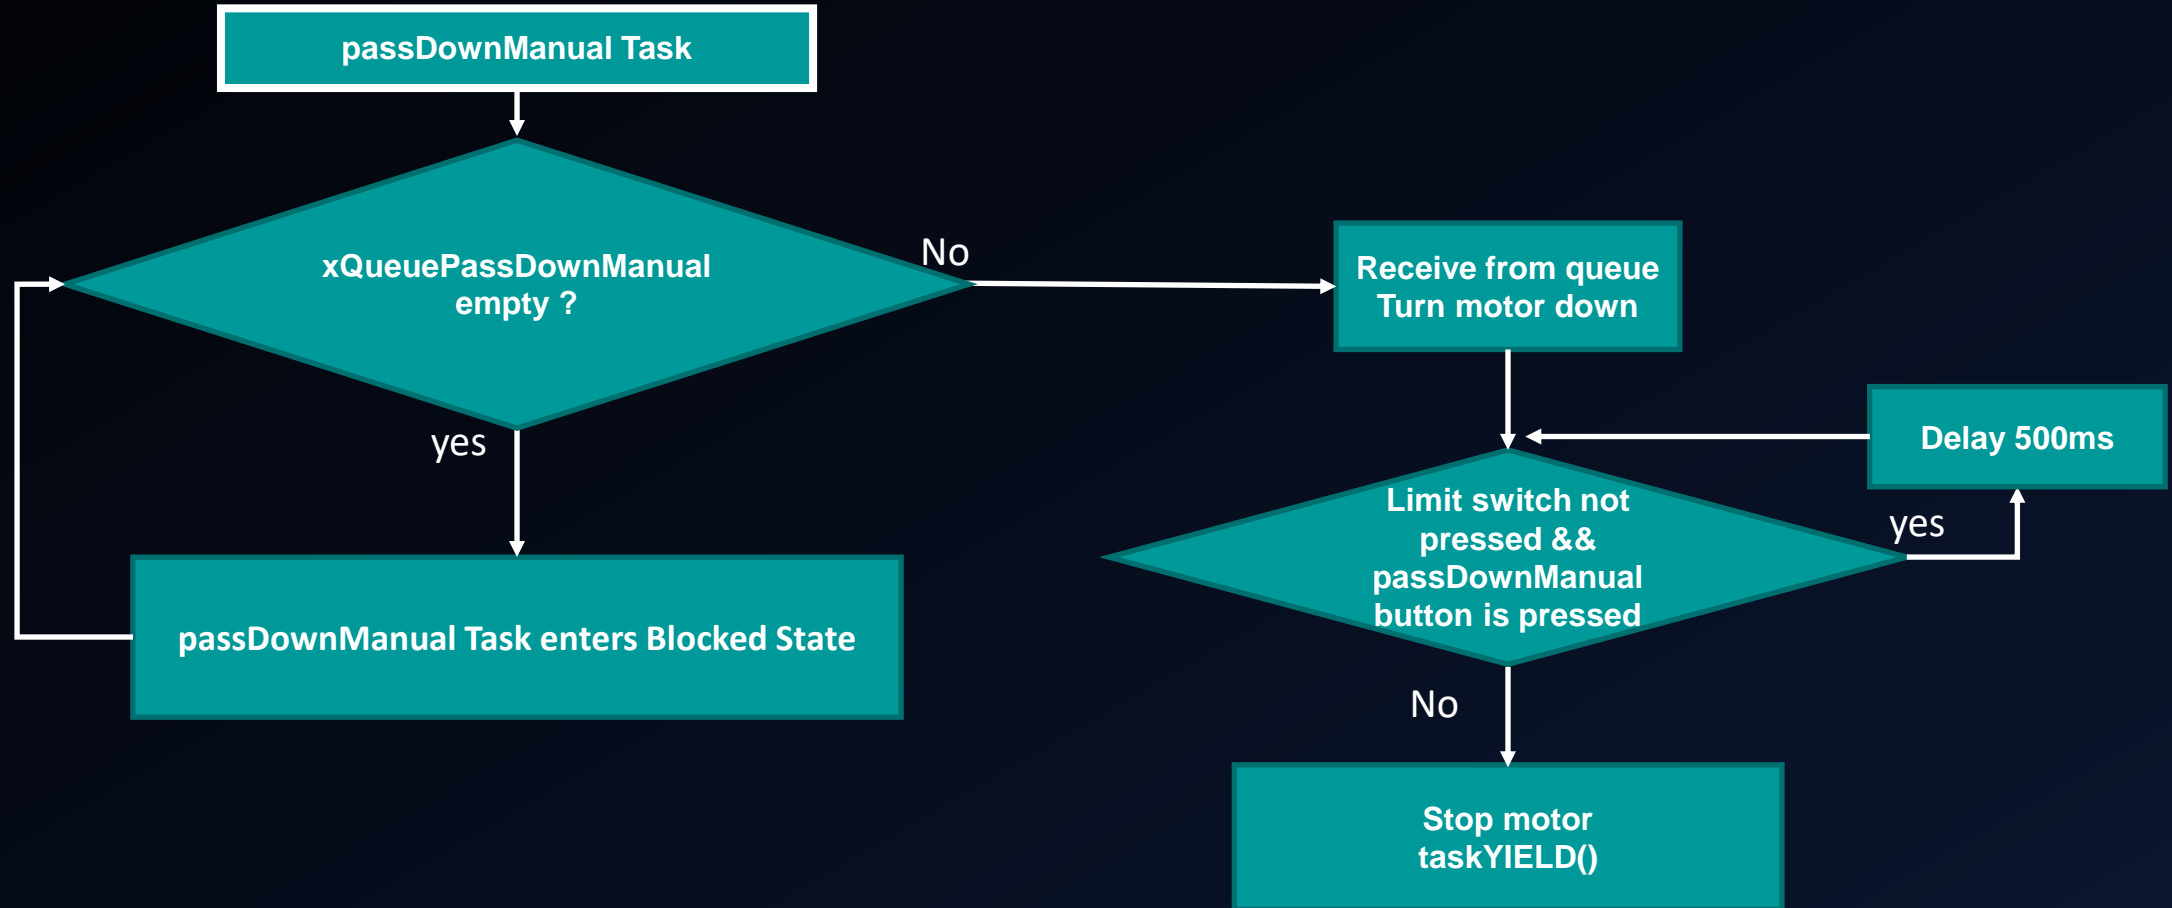 passDownManual Task
xQueuePassDownManual
empty ?
No
Receive from queue
Turn motor down
yes
Delay 500ms
Limit switch not
pressed &&
passDownManual
button is pressed
yes
passDownManual Task enters Blocked State
No
Stop motor
taskYIELD()